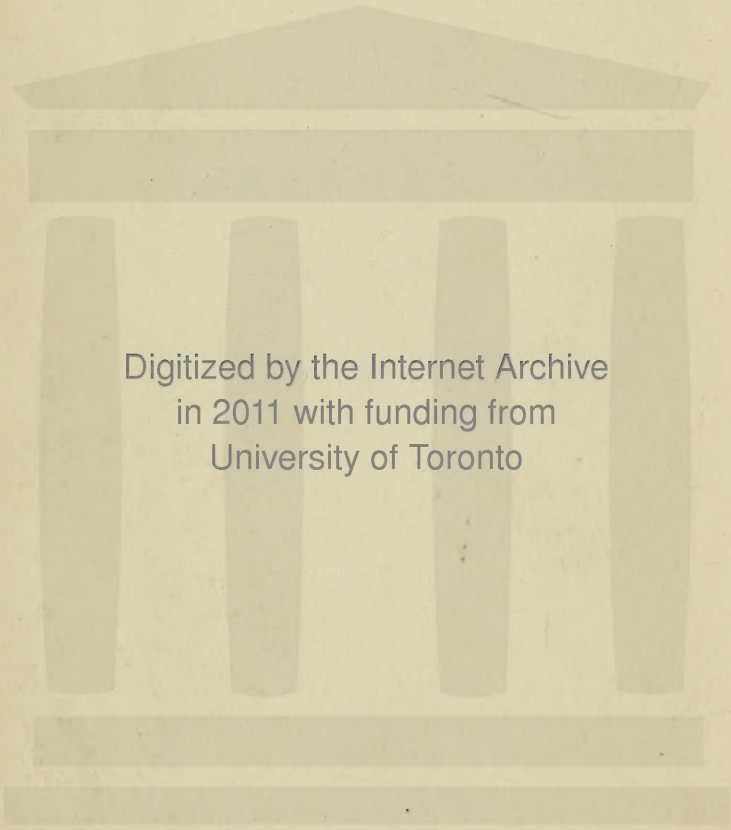 Digitized by the Internet Archive
in 2011 with funding from
University of Toronto